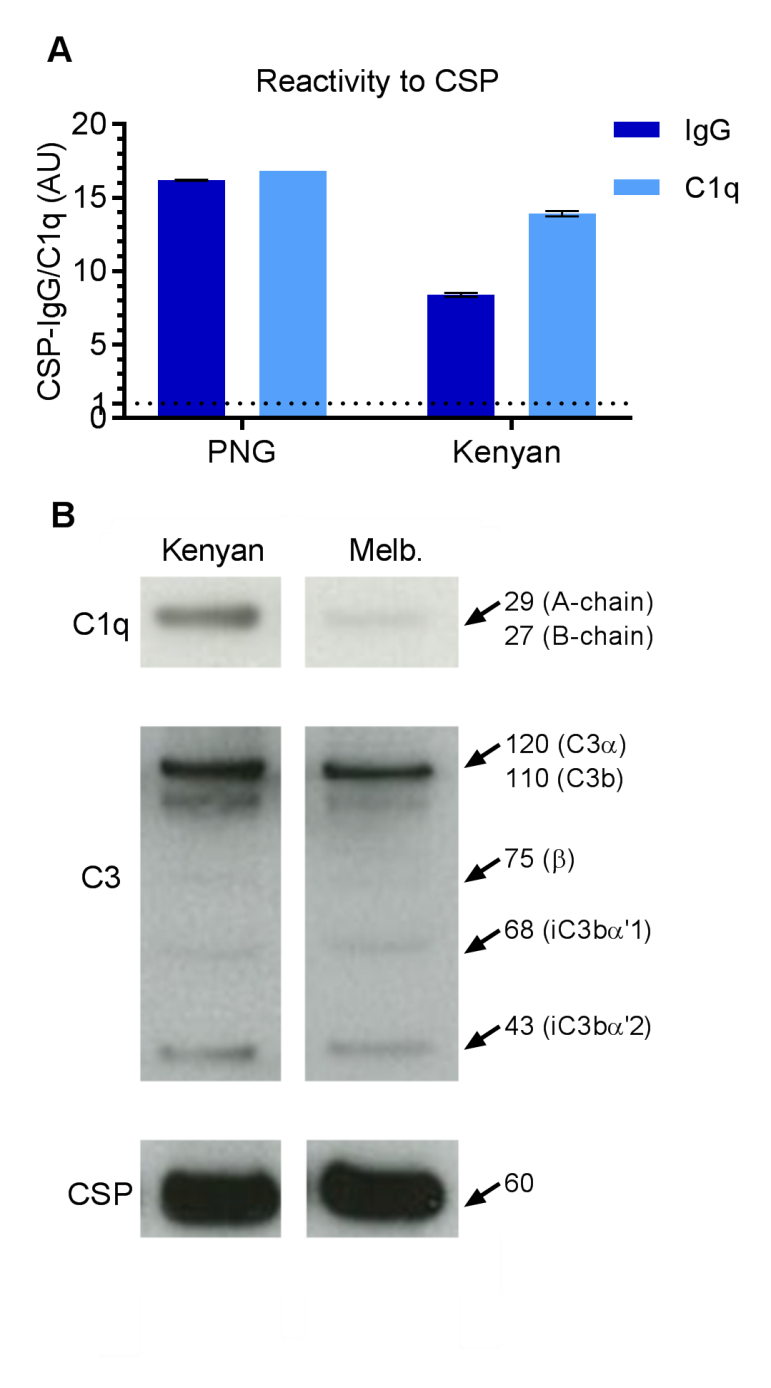 A
Reactivity to CSP
CSP-IgG/C1q (AU)
20
15
10
5
1
0
IgG
C1q
PNG
Kenyan
B
Kenyan
Melb.
C1q
29 (A-chain)
27 (B-chain)
C3
120 (C3α)
110 (C3b)
75 (β)
68 (iC3bα'1)
43 (iC3bα'2)
CSP
60